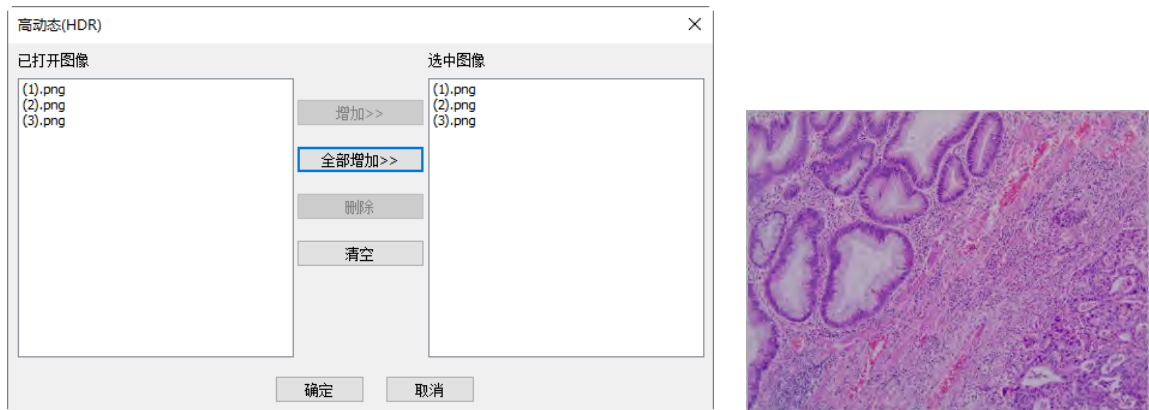 高动态(HDR)
已打开图像
(1).png
(2).png
(3).png
增加>>
全部增加>>
删除
清空
选中图像
(1).png
(2).png
(3).png
确定
取消